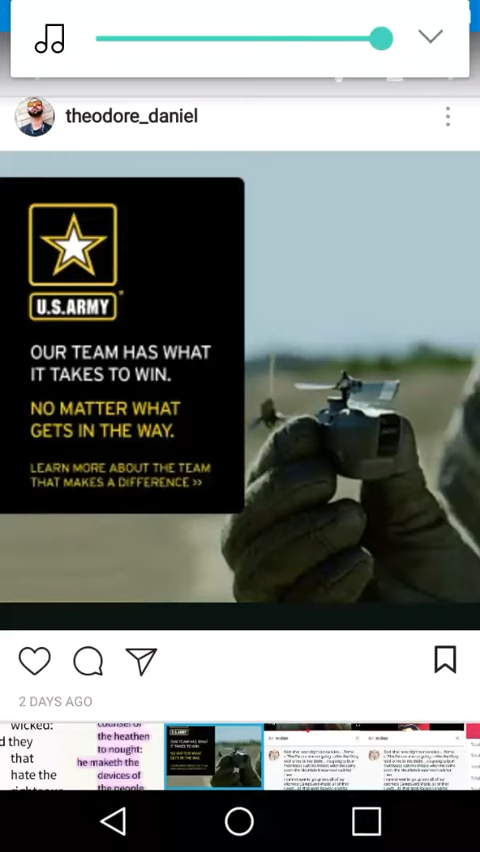 theodore_daniel
U.S.ARMY
OUR TEAM HAS WHAT
IT TAKES TO WIN.
NO MATTER WHAT
GETS IN THE WAY.
LEARN MORE ABOUT THE TEAM
THAT MAKES A DIFFERENCE >>
2 DAYS AGO
wicked:
d they
that
hate the
counsel of
the heathen
to nought:
he maketh the
devices of
the people